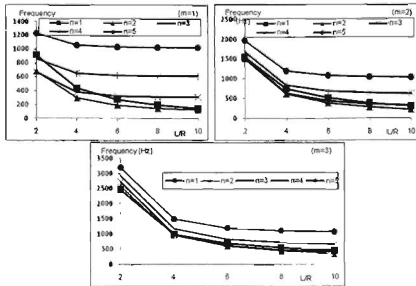 Frequency (m=1)
n=1 n=2 n=3
n=4 n=5
1400
1200
1000
800
600
400
200
0
2 4 6 8 L/R 10
Frequency (m=2)
(Hz)
n=1 n=2 n=3
n=4 n=5
2500
2000
1500
1000
500
0
2 4 6 8 L/R 10
Frequency (Hz) (m=3)
n=1 n=2 n=3 n=4 n=5
3500
3000
2500
2000
1500
1000
500
0
2 4 6 8 L/R 10